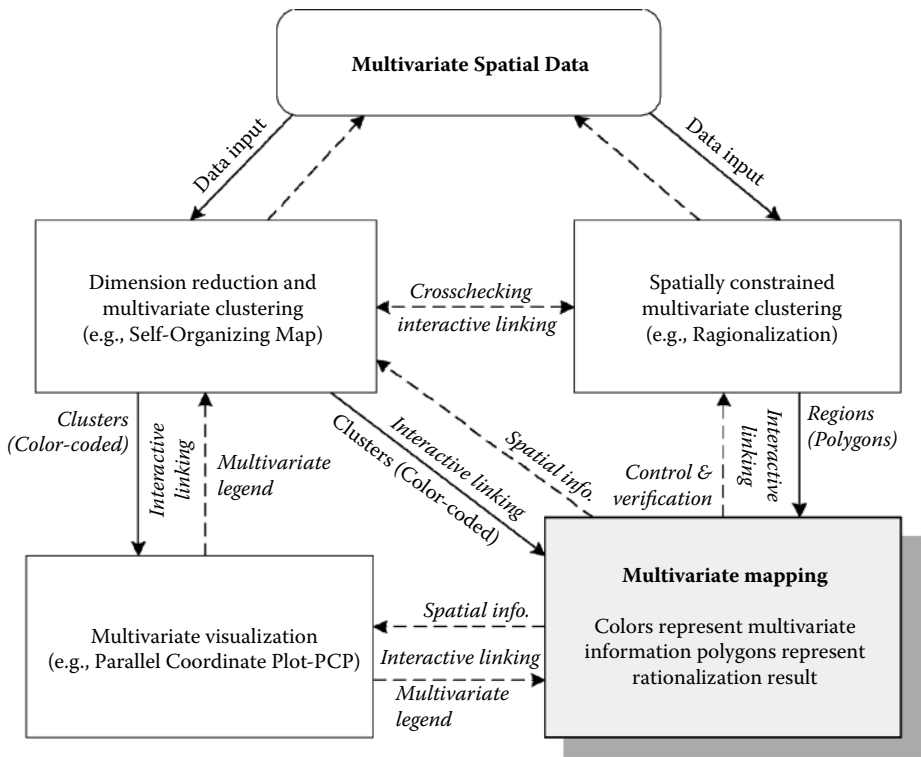 Multivariate Spatial Data
Data input
Data input
Dimension reduction and
multivariate clustering
(e.g., Self-Organizing Map)
Crosschecking
interactive linking
Spatially constrained
multivariate clustering
(e.g., Ragionalization)
Clusters
(Color-coded)
Interactive
linking
Multivariate
legend
Interactive linking
Clusters (Color-coded)
Spatial info.
Control &
verification
Interactive
linking
Regions
(Polygons)
Multivariate visualization
(e.g., Parallel Coordinate Plot-PCP)
Spatial info.
Interactive linking
Multivariate
legend
Multivariate mapping
Colors represent multivariate
information polygons represent
rationalization result